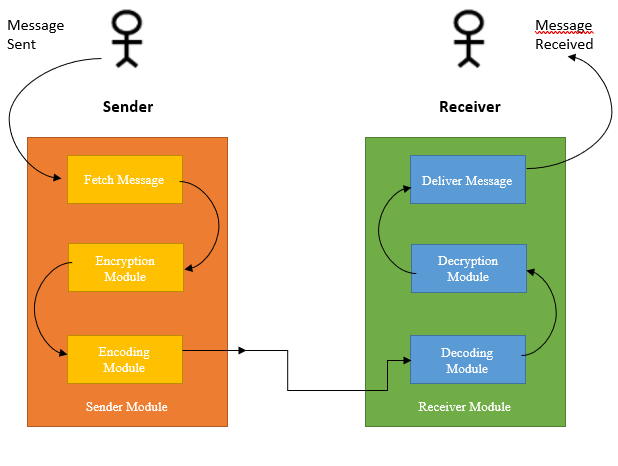 Message
Sent
Message
Received
Sender
Receiver
Fetch Message
Deliver Message
Encryption
Module
Decryption
Module
Encoding
Module
Decoding
Module
Sender Module
Receiver Module